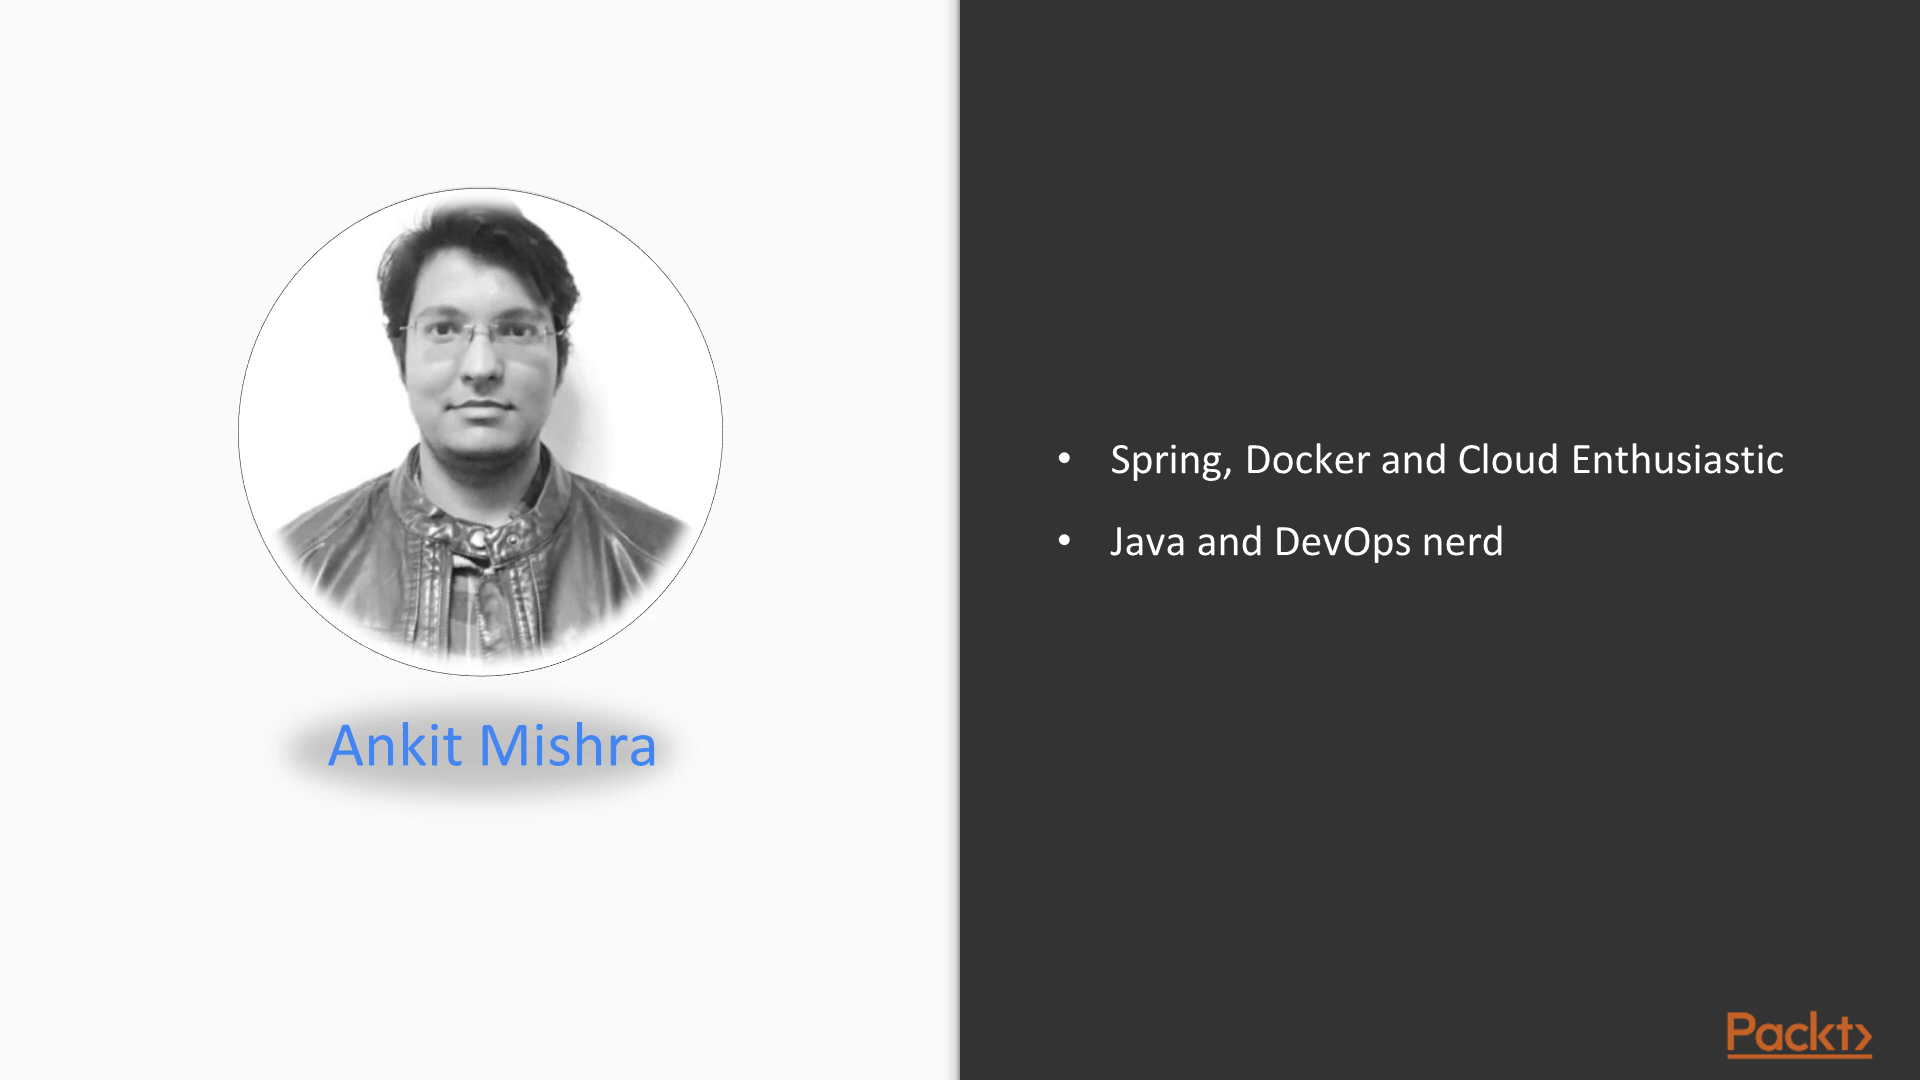 Ankit Mishra
• Spring, Docker and Cloud Enthusiastic
• Java and DevOps nerd
Packt>